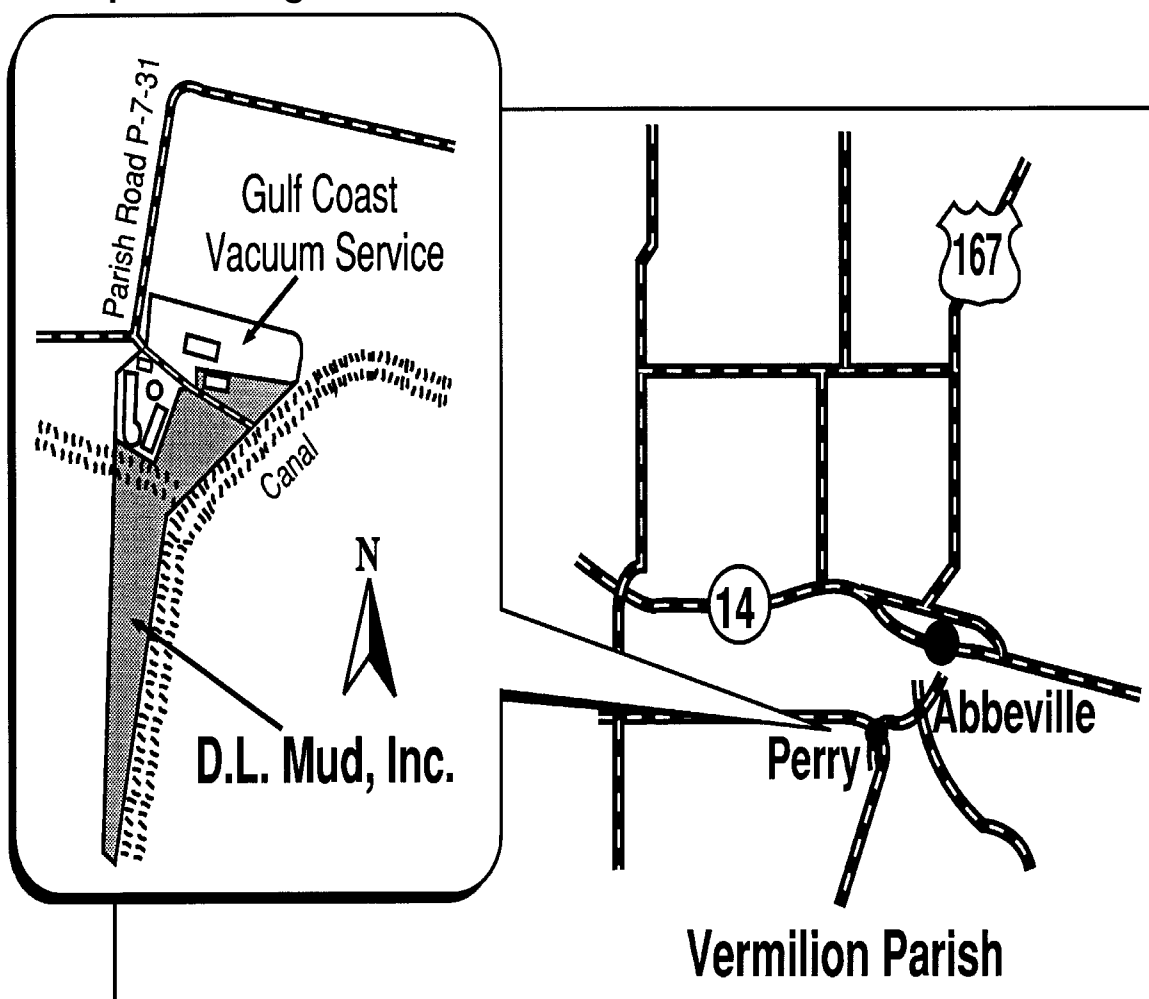 Parish Road P-7-31
Gulf Coast
Vacuum Service
Canal
N
D.L. Mud, Inc.
167
14
Abbeville
Perry
Vermilion Parish